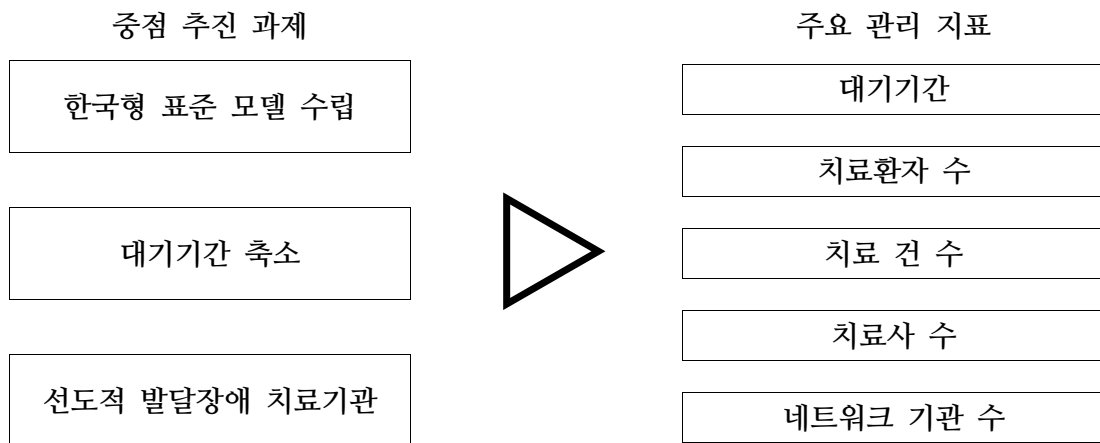 중점 추진 과제
한국형 표준 모델 수립
대기기간 축소
선도적 발달장애 치료기관
주요 관리 지표
대기기간
치료환자 수
치료 건 수
치료사 수
네트워크 기관 수